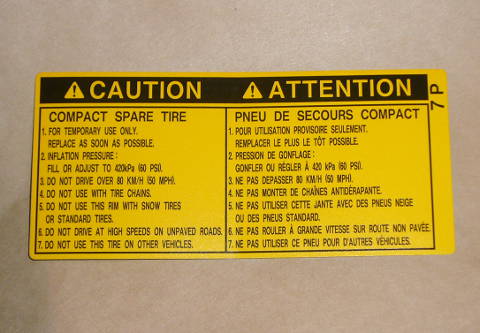 CAUTION
COMPACT SPARE TIRE
1. FOR TEMPORARY USE ONLY.
REPLACE AS SOON AS POSSIBLE.
2. INFLATION PRESSURE :
FILL OR ADJUST TO 420kPa (60 PSI).
3. DO NOT DRIVE OVER 80 KM/H (50 MPH).
4. DO NOT USE WITH TIRE CHAINS.
5. DO NOT USE THIS RIM WITH SNOW TIRES
OR STANDARD TIRES.
6. DO NOT DRIVE AT HIGH SPEEDS ON UNPAVED ROADS.
7. DO NOT USE THIS TIRE ON OTHER VEHICLES.
ATTENTION
PNEU DE SECOURS COMPACT
1. POUR UTILISATION PROVISOIRE SEULEMENT.
REMPLACER LE PLUS LE TÔT POSSIBLE.
2. PRESSION DE GONFLAGE :
GONFLER OU RÉGLER À 420 kPa (60 PSI).
3. NE PAS DEPASSER 80 KM/H (50 MPH).
4. NE PAS MONTER DE CHAÎNES ANTIDÉRAPANTE.
5. NE PAS UTILISER CETTE JANTE AVEC DES PNEUS NEIGE
OU DES PNEUS STANDARD.
6. NE PAS ROULER À GRANDE VITESSE SUR ROUTE NON PAVÉE.
7. NE PAS UTILISER CE PNEU POUR D'AUTRES VÉHICULES.
7P